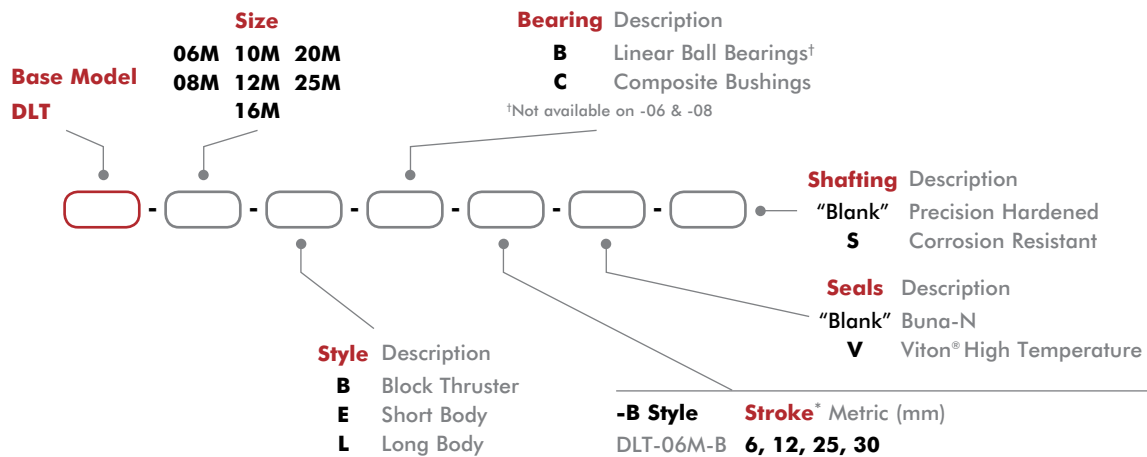 Size
06M 10M 20M
08M 12M 25M
16M
Base Model
DLT
Bearing Description
B Linear Ball Bearings†
C Composite Bushings
†Not available on -06 & -08
- - - - - -
Shafting Description
"Blank" Precision Hardened
S Corrosion Resistant
Seals Description
"Blank" Buna-N
V Viton® High Temperature
Style Description
B Block Thruster
E Short Body
L Long Body
-B Style Stroke* Metric (mm)
DLT-06M-B 6, 12, 25, 30